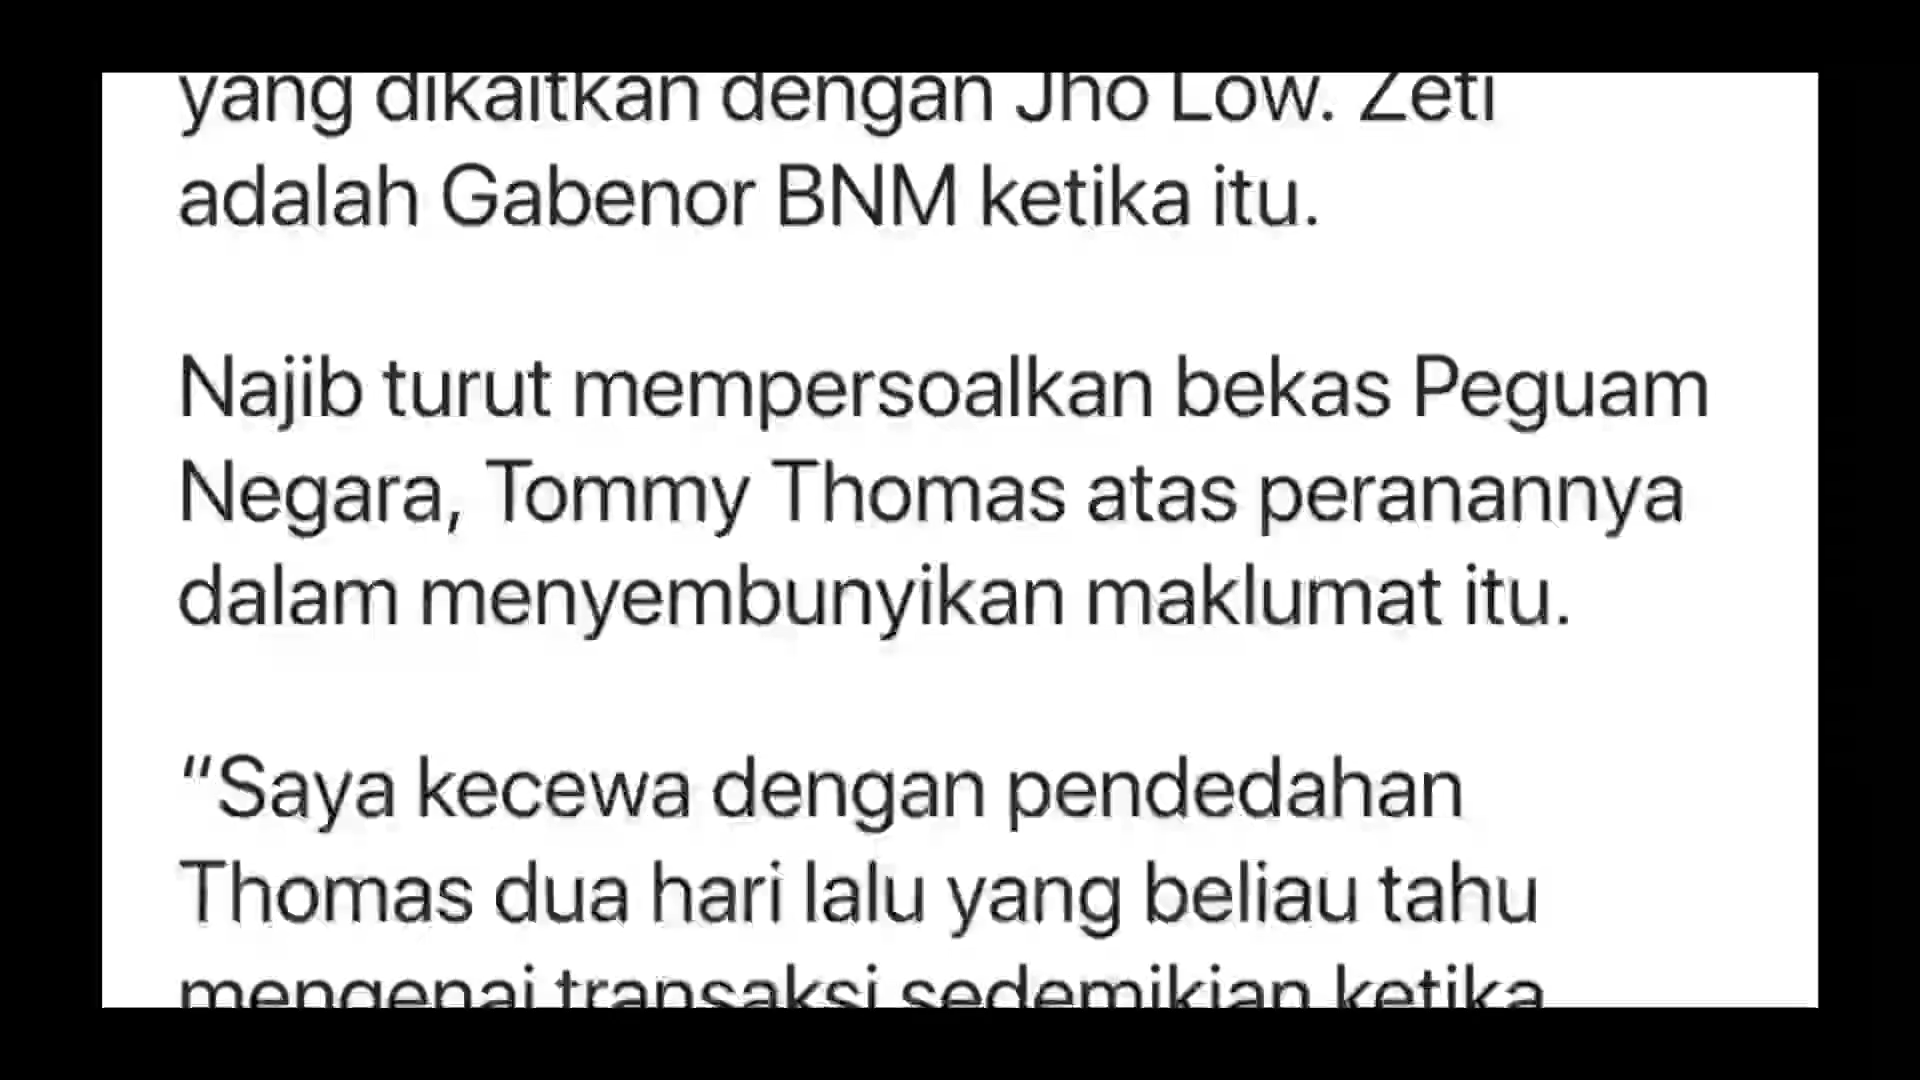 yang dikaitkan dengan Jho Low. Zeti
adalah Gabenor BNM ketika itu.
Najib turut mempersoalkan bekas Peguam
Negara, Tommy Thomas atas peranannya
dalam menyembunyikan maklumat itu.
“Saya kecewa dengan pendedahan
Thomas dua hari lalu yang beliau tahu
mengenai transaksi sedemikian ketika